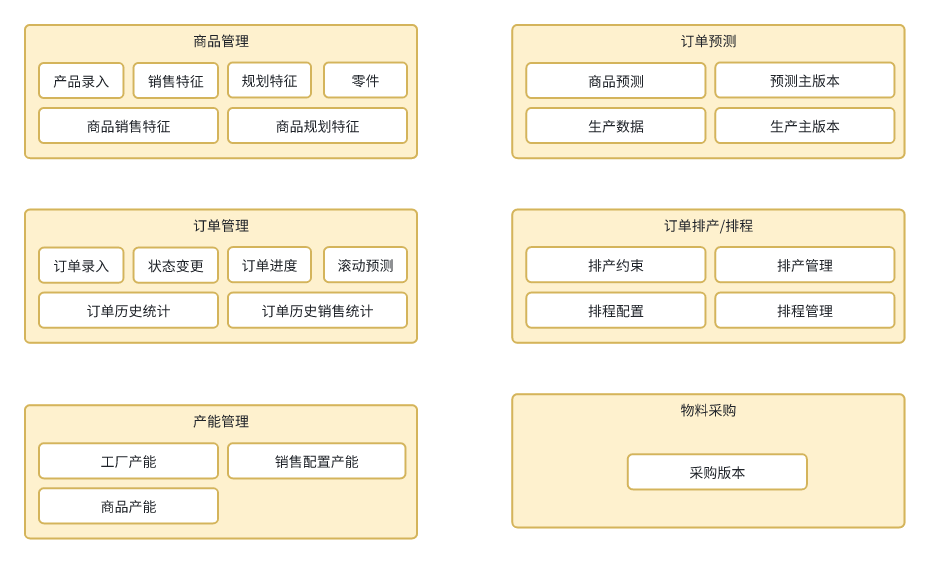 商品管理
产品录入
销售特征
规划特征
零件
商品销售特征
商品规划特征
订单预测
商品预测
预测主版本
生产数据
生产主版本
订单管理
订单录入
状态变更
订单进度
滚动预测
订单历史统计
订单历史销售统计
订单排产/排程
排产约束
排产管理
排程配置
排程管理
产能管理
工厂产能
销售配置产能
商品产能
物料采购
采购版本